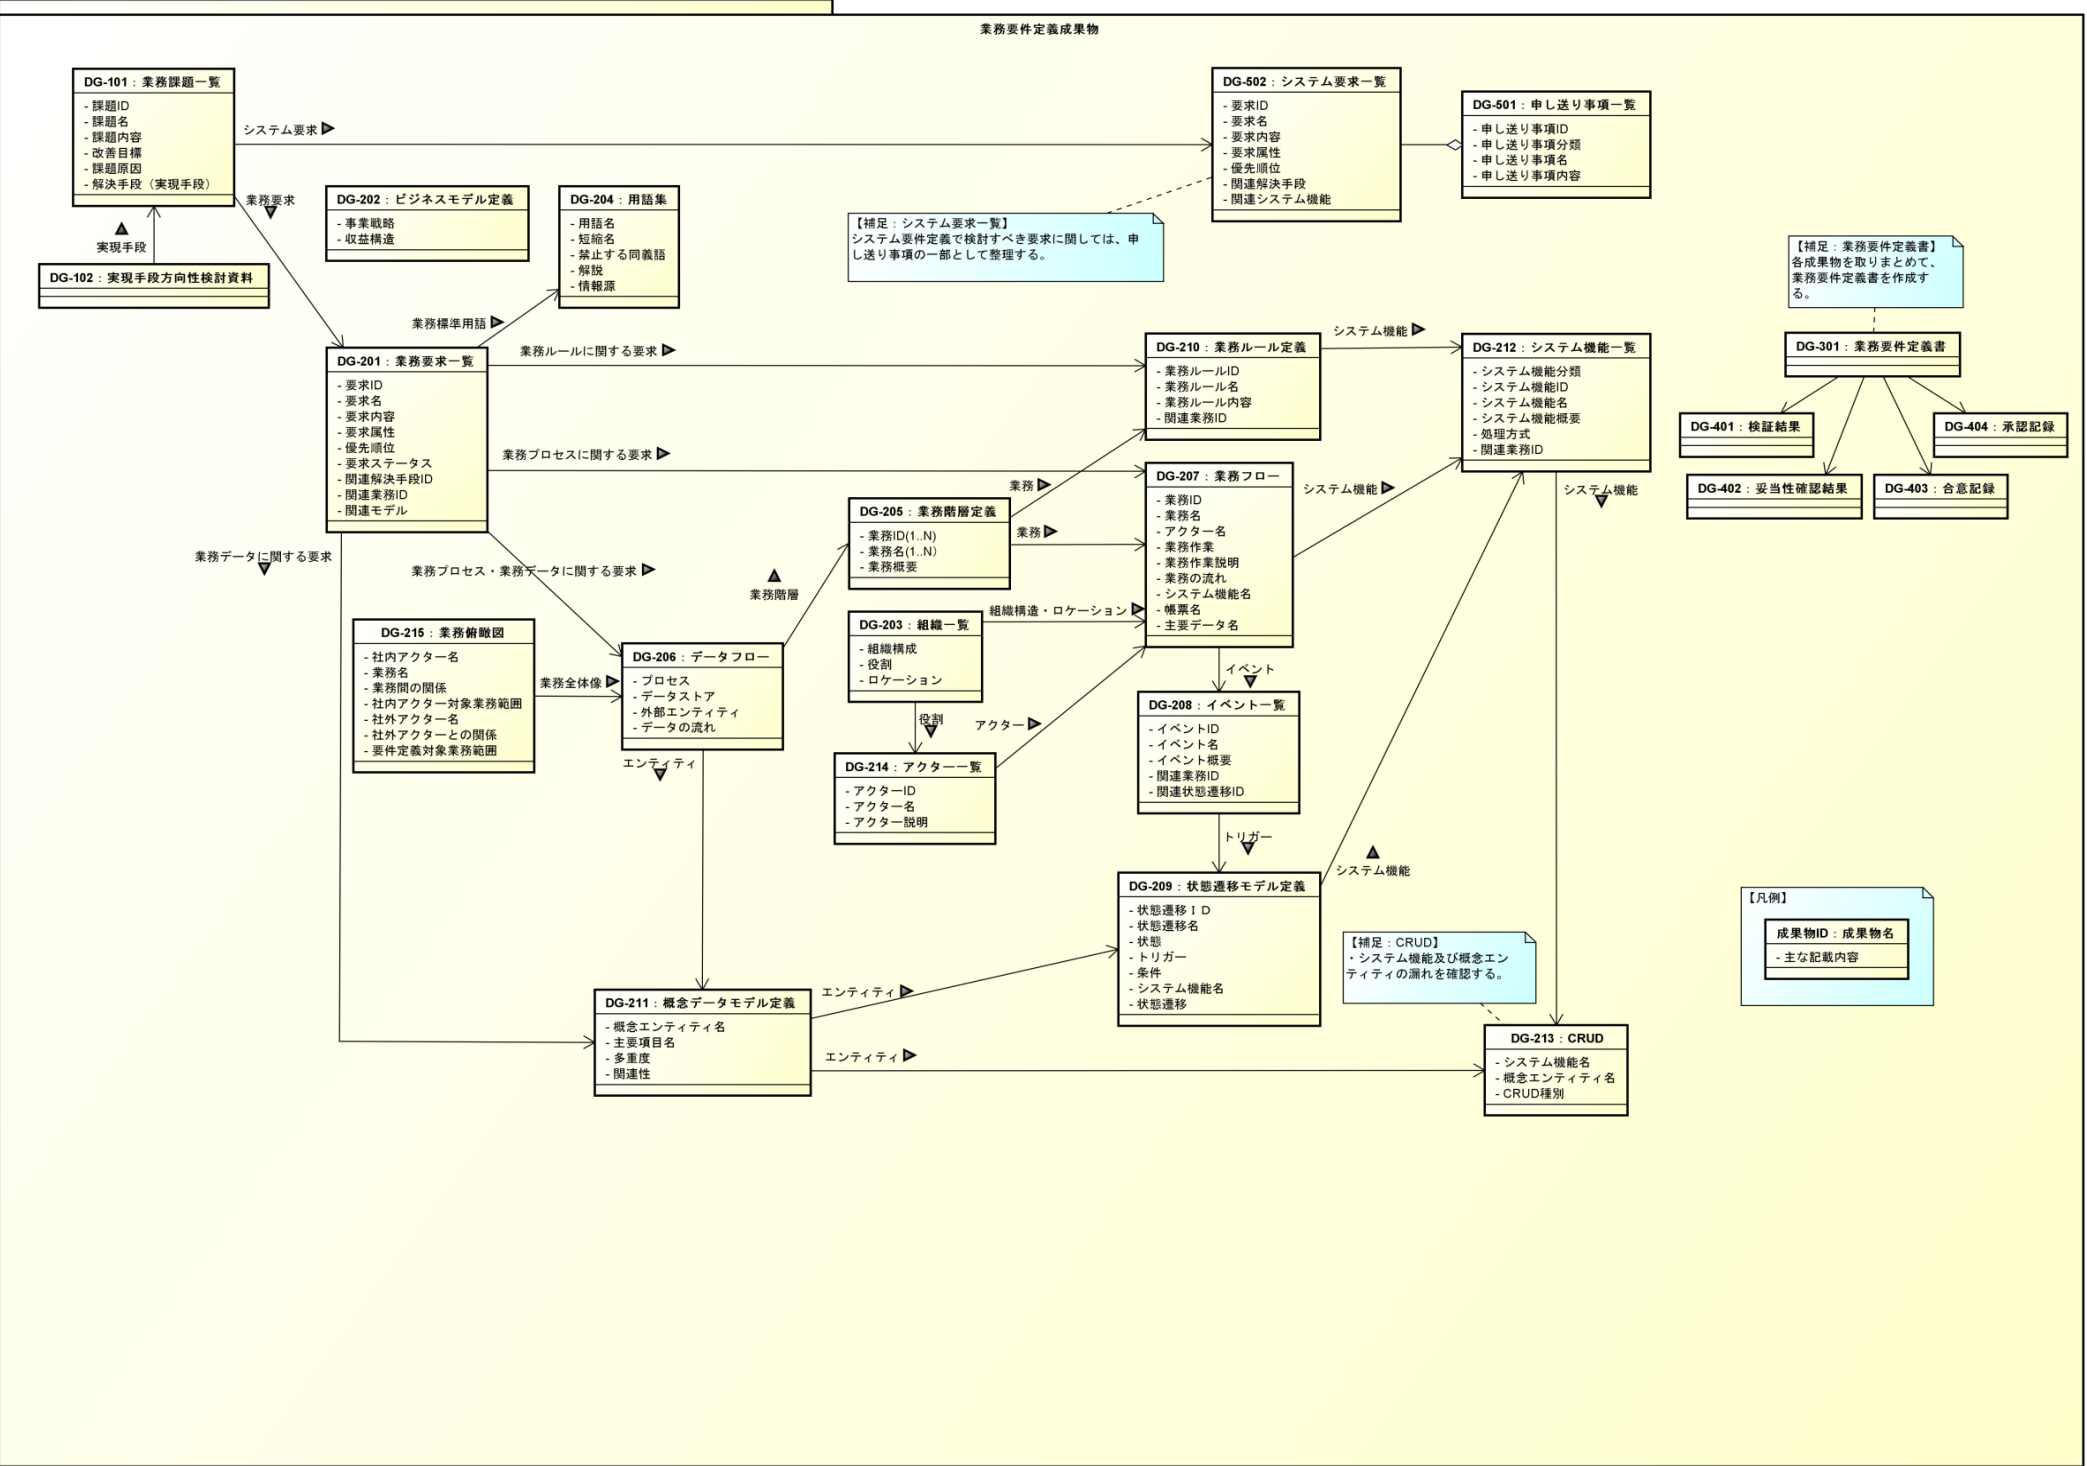 業務要件定義成果物
DG-101：業務課題一覧
- 課題ID
- 課題名
- 課題内容
- 改善目標
- 課題原因
- 解決手段（実現手段）
システム要求
DG-502：システム要求一覧
- 要求ID
- 要求名
- 要求内容
- 要求属性
- 優先順位
- 関連解決手段
- 関連システム機能
DG-501：申し送り事項一覧
- 申し送り事項ID
- 申し送り事項分類
- 申し送り事項名
- 申し送り事項内容
実現手段
DG-102：実現手段方向性検討資料
業務要求
DG-202：ビジネスモデル定義
- 事業戦略
- 収益構造
DG-204：用語集
- 用語名
- 短縮名
- 禁止する同義語
- 解説
- 情報源
【補足：システム要求一覧】
システム要件定義で検討すべき要求に関しては、申
し送り事項の一部として整理する。
【補足：業務要件定義書】
各成果物を取りまとめて、
業務要件定義書を作成す
る。
業務標準用語
DG-201：業務要求一覧
- 要求ID
- 要求名
- 要求内容
- 要求属性
- 優先順位
- 要求ステータス
- 関連解決手段ID
- 関連業務ID
- 関連モデル
業務ルールに関する要求
業務プロセスに関する要求
DG-210：業務ルール定義
- 業務ルールID
- 業務ルール名
- 業務ルール内容
- 関連業務ID
システム機能
DG-212：システム機能一覧
- システム機能分類
- システム機能ID
- システム機能名
- システム機能概要
- 処理方式
- 関連業務ID
DG-301：業務要件定義書
DG-401：検証結果
DG-404：承認記録
DG-402：妥当性確認結果
DG-403：合意記録
DG-205：業務階層定義
- 業務ID(1..N)
- 業務名(1..N)
- 業務概要
業務
業務
DG-207：業務フロー
- 業務ID
- 業務名
- アクター名
- 業務作業
- 業務作業説明
- 業務の流れ
- システム機能名
- 帳票名
- 主要データ名
システム機能
システム機能
業務データに関する要求
業務プロセス・業務データに関する要求
業務階層
DG-215：業務俯瞰図
- 社内アクター名
- 業務名
- 業務間の関係
- 社内アクター対象業務範囲
- 社外アクター名
- 社外アクターとの関係
- 要件定義対象業務範囲
業務全体像
DG-206：データフロー
- プロセス
- データストア
- 外部エンティティ
- データの流れ
DG-203：組織一覧
- 組織構成
- 役割
- ロケーション
組織構造・ロケーション
役割
アクター
イベント
エンティティ
DG-214：アクター一覧
- アクターID
- アクター名
- アクター説明
DG-208：イベント一覧
- イベントID
- イベント名
- イベント概要
- 関連業務ID
- 関連状態遷移ID
トリガー
システム機能
DG-209：状態遷移モデル定義
- 状態遷移ＩＤ
- 状態遷移名
- 状態
- トリガー
- 条件
- システム機能名
- 状態遷移
【補足：CRUD】
・システム機能及び概念エン
ティティの漏れを確認する。
【凡例】
成果物ID：成果物名
- 主な記載内容
DG-211：概念データモデル定義
- 概念エンティティ名
- 主要項目名
- 多重度
- 関連性
エンティティ
エンティティ
DG-213：CRUD
- システム機能名
- 概念エンティティ名
- CRUD種別